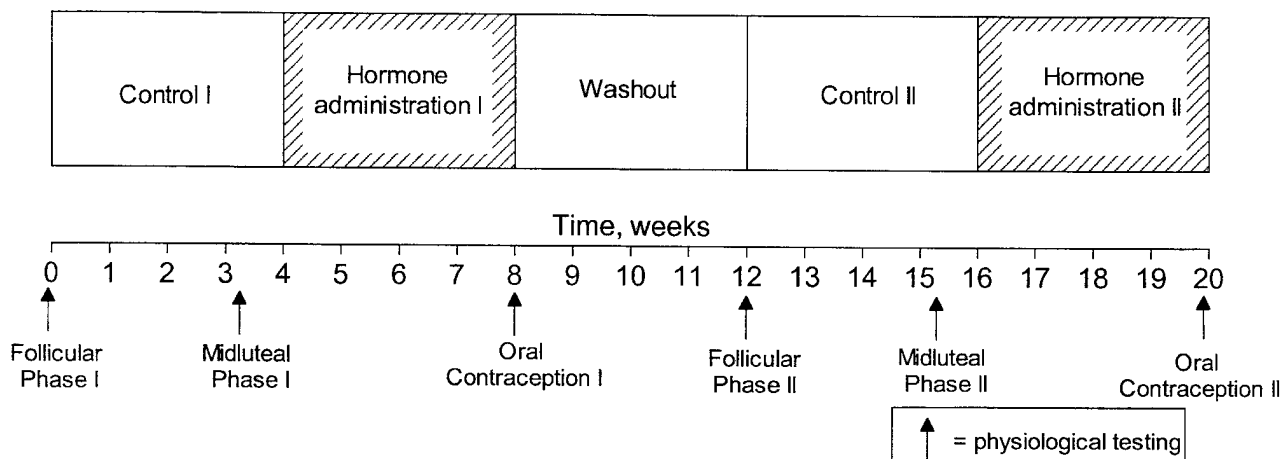 Control I
Hormone
administration I
Washout
Control II
Hormone
administration II
Time, weeks
0 1 2 3 4 5 6 7 8 9 10 11 12 13 14 15 16 17 18 19 20
Follicular
Phase I
Midluteal
Phase I
Oral
Contraception I
Follicular
Phase II
Midluteal
Phase II
Oral
Contraception II
= physiological testing